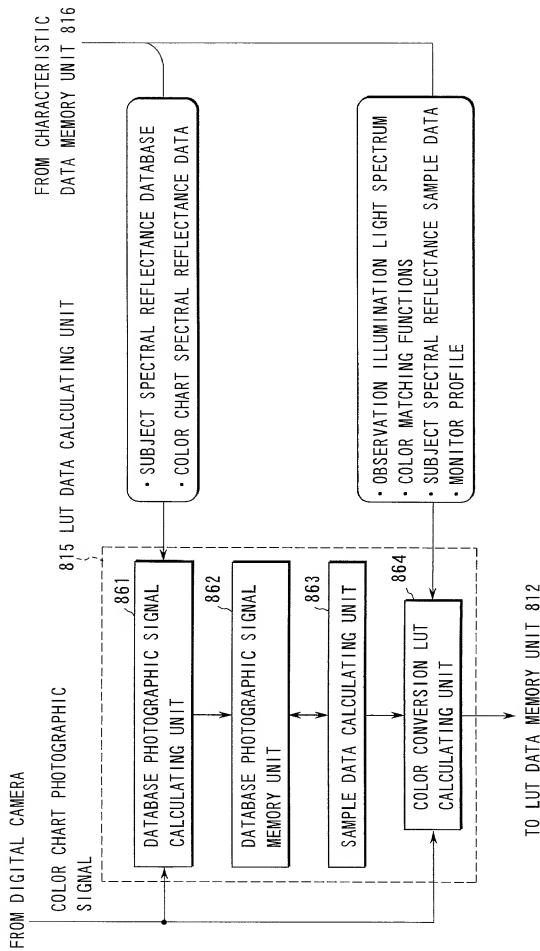 FROM DIGITAL CAMERA
COLOR CHART PHOTOGRAPHIC
SIGNAL
815 LUT DATA CALCULATING UNIT
FROM CHARACTERISTIC
DATA MEMORY UNIT 816
861
DATABASE PHOTOGRAPHIC SIGNAL
CALCULATING UNIT
• SUBJECT SPECTRAL REFLECTANCE DATABASE
• COLOR CHART SPECTRAL REFLECTANCE DATA
862
DATABASE PHOTOGRAPHIC SIGNAL
MEMORY UNIT
863
SAMPLE DATA CALCULATING UNIT
864
COLOR CONVERSION LUT
CALCULATING UNIT
• OBSERVATION ILLUMINATION LIGHT SPECTRUM
• COLOR MATCHING FUNCTIONS
• SUBJECT SPECTRAL REFLECTANCE SAMPLE DATA
• MONITOR PROFILE
TO LUT DATA MEMORY UNIT 812